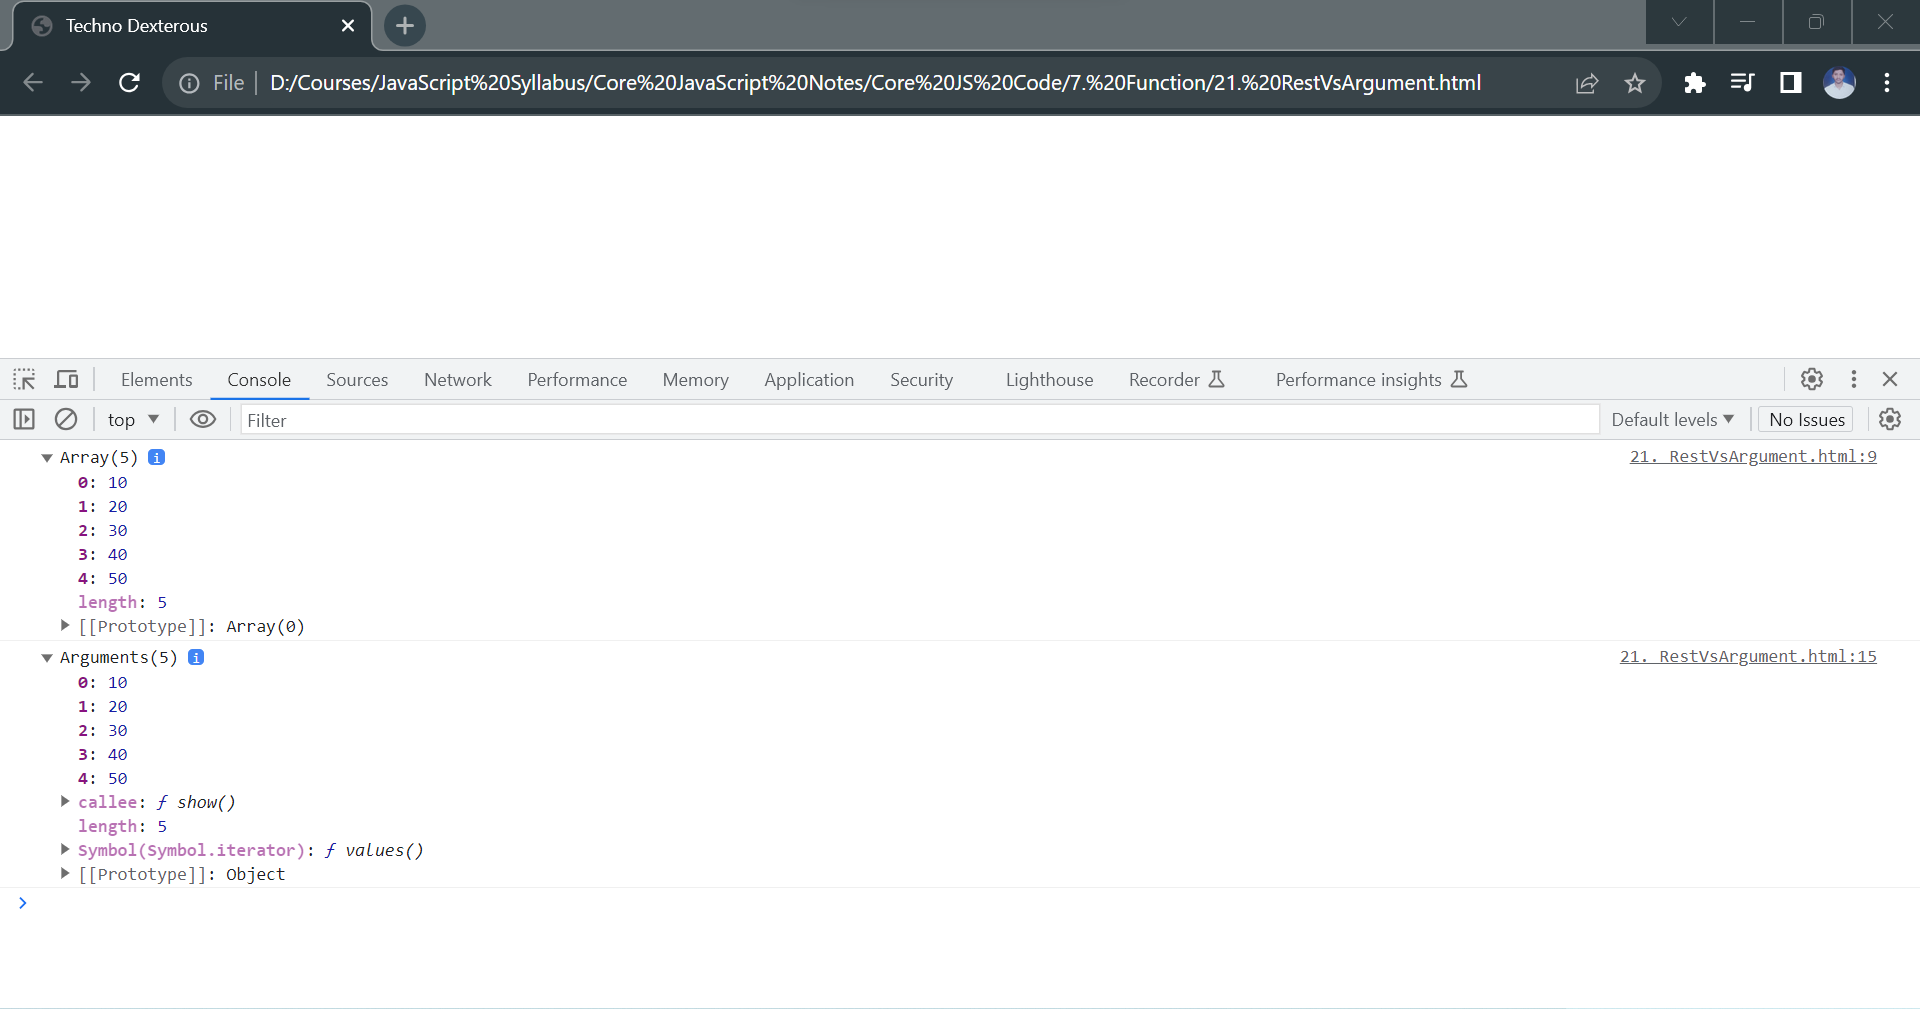 Techno Dexterous
File D:/Courses/JavaScript%20Syllabus/Core%20JavaScript%20Notes/Core%20JS%20Code/7.%20Function/21.%20RestVsArgument.html
Elements Console Sources Network Performance Memory Application Security Lighthouse Recorder Performance insights
top Filter Default levels No Issues
Array(5) i 21. RestVsArgument.html:9
0: 10
1: 20
2: 30
3: 40
4: 50
length: 5
[[Prototype]]: Array(0)
Arguments(5) i 21. RestVsArgument.html:15
0: 10
1: 20
2: 30
3: 40
4: 50
callee: ƒ show()
length: 5
Symbol(Symbol.iterator): ƒ values()
[[Prototype]]: Object